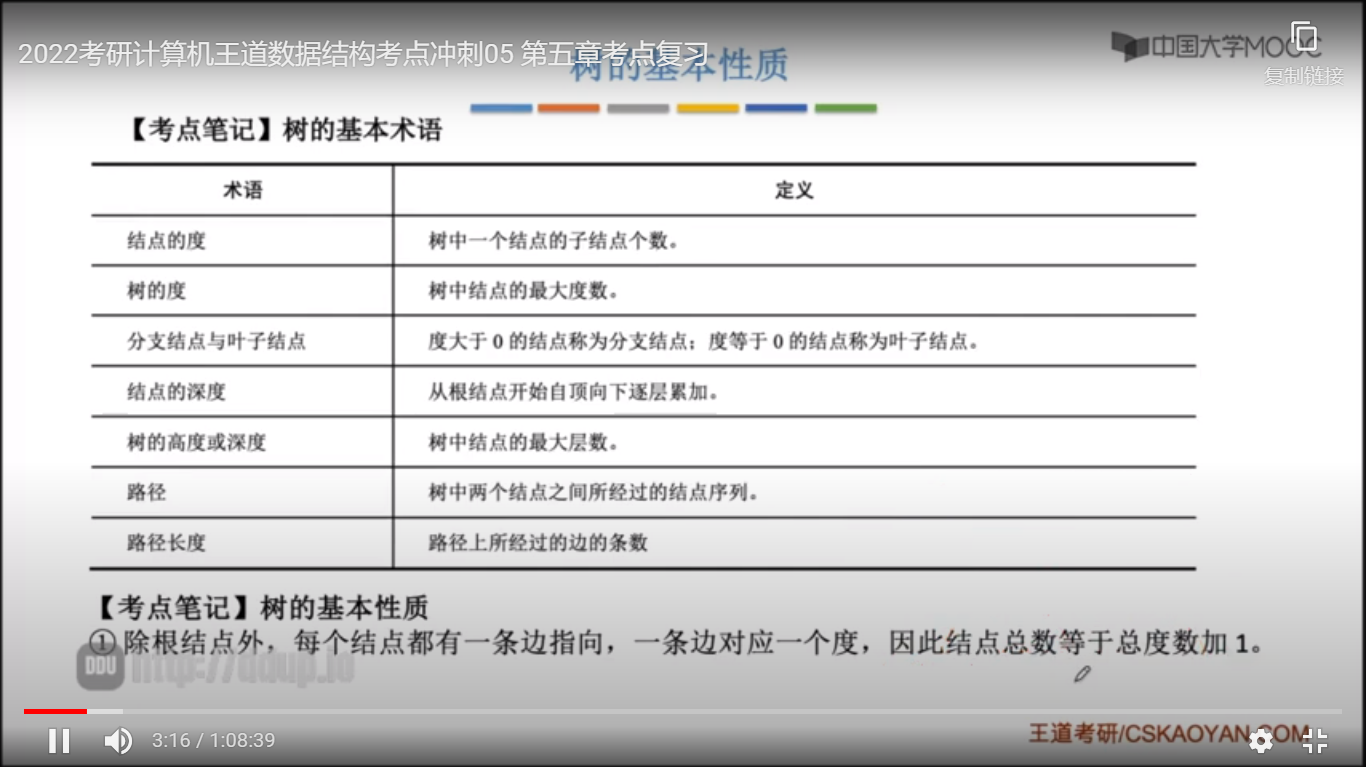 2022考研计算机王道数据结构考点冲刺05 第五章考点复习
树的基本性质
中国大学MOOC
复制链接
【考点笔记】树的基本术语
术语 定义
结点的度 树中一个结点的子结点个数。
树的度 树中结点的最大度数。
分支结点与叶子结点 度大于 0 的结点称为分支结点；度等于 0 的结点称为叶子结点。
结点的深度 从根结点开始自顶向下逐层累加。
树的高度或深度 树中结点的最大层数。
路径 树中两个结点之间所经过的结点序列。
路径长度 路径上所经过的边的条数
【考点笔记】树的基本性质
① 除根结点外，每个结点都有一条边指向，一条边对应一个度，因此结点总数等于总度数加 1。
DDU http://ddup.io
王道考研/CSKAOYAN.COM
3:16 / 1:08:39